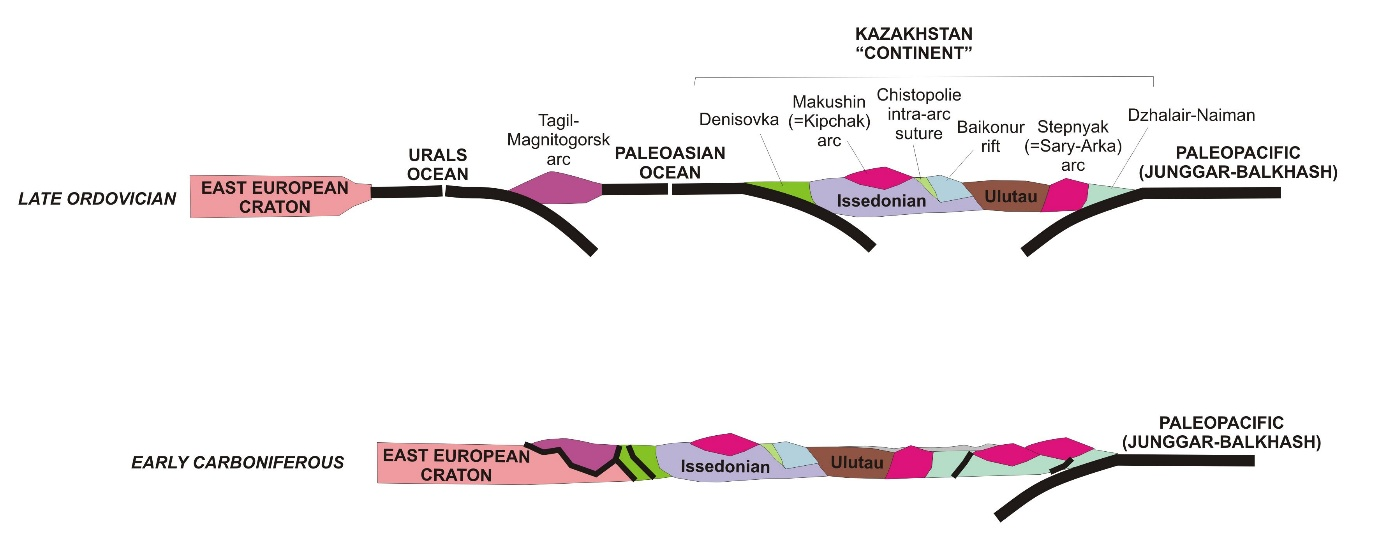 KAZAKHSTAN
“CONTINENT”
Tagil-
Magnitogorsk
arc
Denisovka
Makushin
(=Kipchak)
arc
Chistopolie
intra-arc
suture
Baikonur
rift
Stepnyak
(=Sary-Arka)
arc
Dzhalair-Naiman
URALS
OCEAN
PALEOASIAN
OCEAN
PALEOPACIFIC
(JUNGGAR-BALKHASH)
LATE ORDOVICIAN
EAST EUROPEAN
CRATON
Issedonian
Ulutau
PALEOPACIFIC
(JUNGGAR-BALKHASH)
EARLY CARBONIFEROUS
EAST EUROPEAN
CRATON
Issedonian
Ulutau